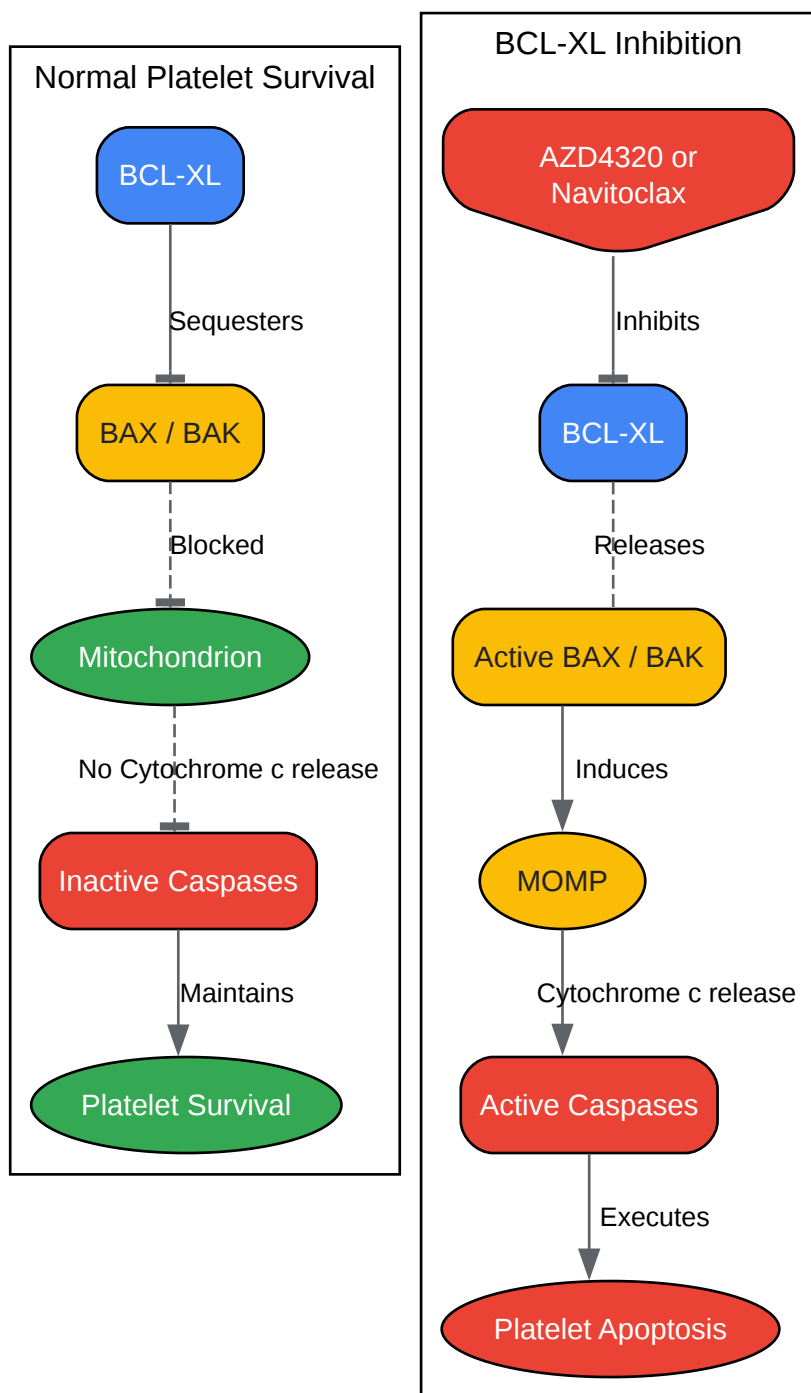 Normal Platelet Survival
BCL-XL
Sequesters
BAX / BAK
Blocked
Mitochondrion
No Cytochrome c release
Inactive Caspases
Maintains
Platelet Survival
BCL-XL Inhibition
AZD4320 or
Navitoclax
Inhibits
BCL-XL
Releases
Active BAX / BAK
Induces
MOMP
Cytochrome c release
Active Caspases
Executes
Platelet Apoptosis